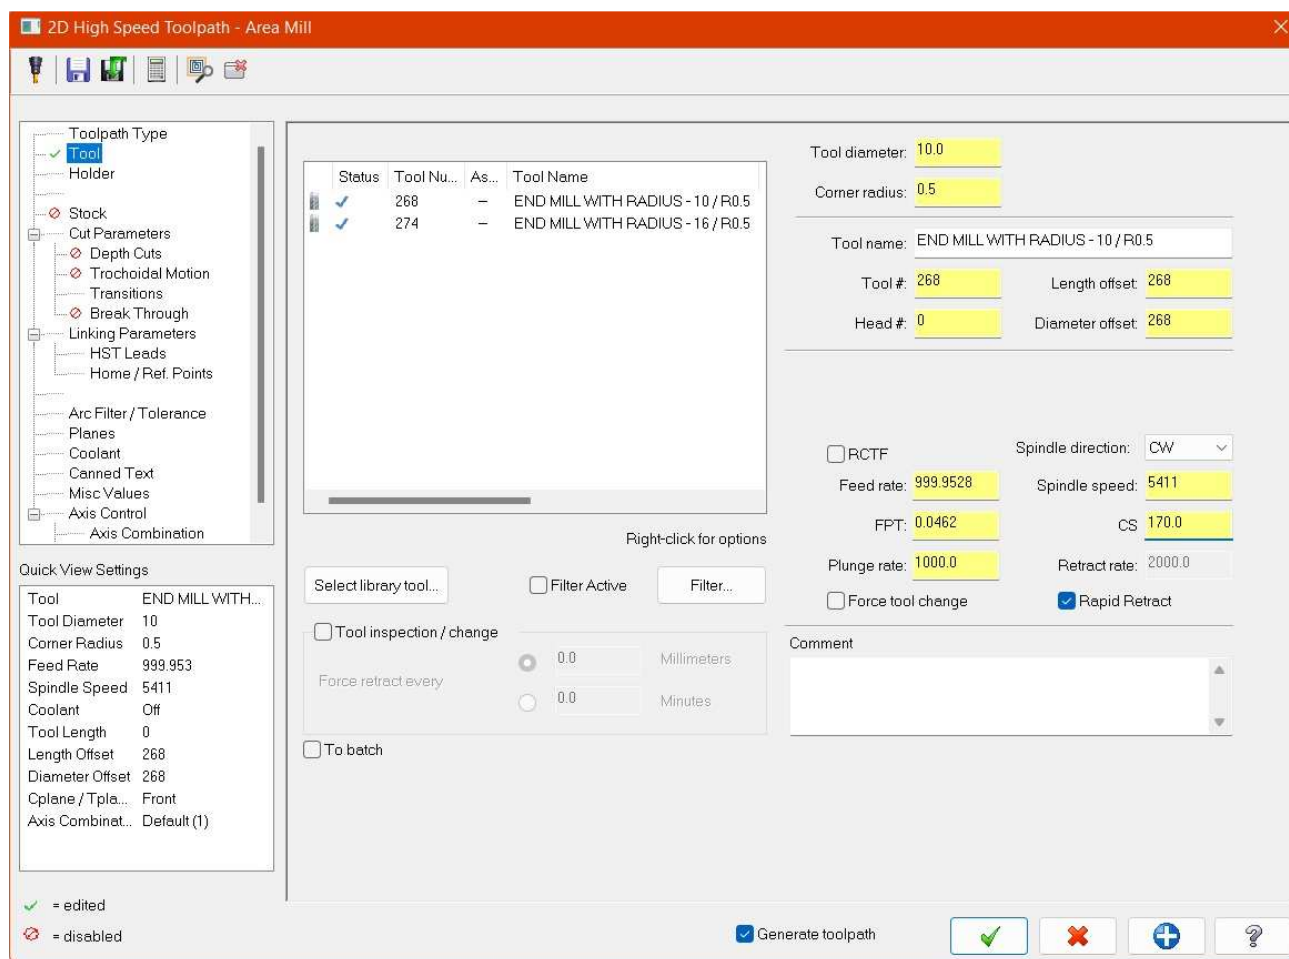 2D High Speed Toolpath - Area Mill
Toolpath Type
Tool
Holder
Stock
Cut Parameters
Depth Cuts
Trochoidal Motion
Transitions
Break Through
Linking Parameters
HST Leads
Home / Ref. Points
Arc Filter / Tolerance
Planes
Coolant
Canned Text
Misc Values
Axis Control
Axis Combination
Quick View Settings
Tool END MILL WITH...
Tool Diameter 10
Corner Radius 0.5
Feed Rate 999.953
Spindle Speed 5411
Coolant Off
Tool Length 0
Length Offset 268
Diameter Offset 268
Cplane / Tpla... Front
Axis Combinat... Default (1)
= edited
= disabled
Status Tool Nu... As... Tool Name
268 – END MILL WITH RADIUS - 10 / R0.5
274 – END MILL WITH RADIUS - 16 / R0.5
Right-click for options
Select library tool... Filter Active Filter...
Tool inspection / change
Force retract every
0.0 Millimeters
0.0 Minutes
To batch
Tool diameter: 10.0
Corner radius: 0.5
Tool name: END MILL WITH RADIUS - 10 / R0.5
Tool #: 268 Length offset: 268
Head #: 0 Diameter offset: 268
RCTF Spindle direction: CW
Feed rate: 999.9528 Spindle speed: 5411
FPT: 0.0462 CS 170.0
Plunge rate: 1000.0 Retract rate: 2000.0
Force tool change Rapid Retract
Comment
Generate toolpath